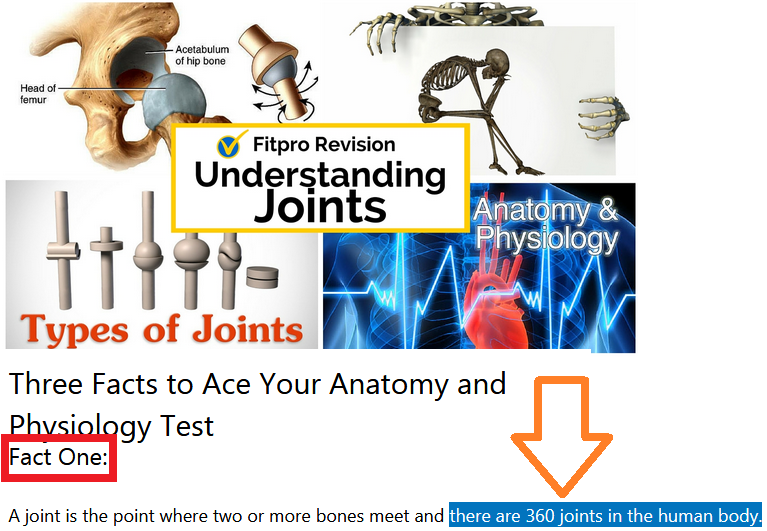 Acetabulum
of hip bone
Head of
femur
Fitpro Revision
Understanding
Joints
Types of Joints
Anatomy &
Physiology
Three Facts to Ace Your Anatomy and
Physiology Test
Fact One:
A joint is the point where two or more bones meet and there are 360 joints in the human body.